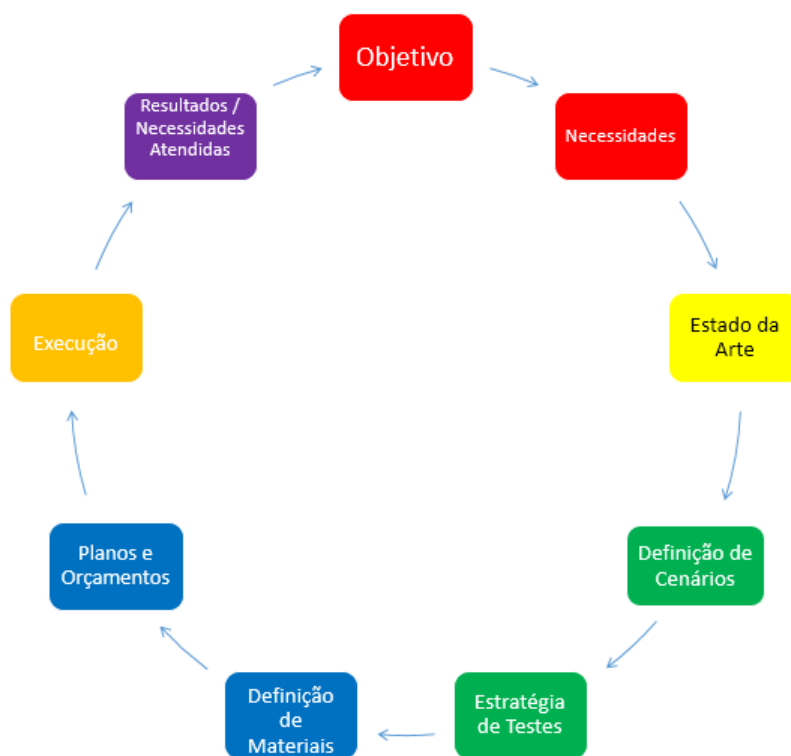 Objetivo
Necessidades
Estado da
Arte
Definição de
Cenários
Estratégia
de Testes
Definição
de
Materiais
Planos e
Orçamentos
Execução
Resultados /
Necessidades
Atendidas